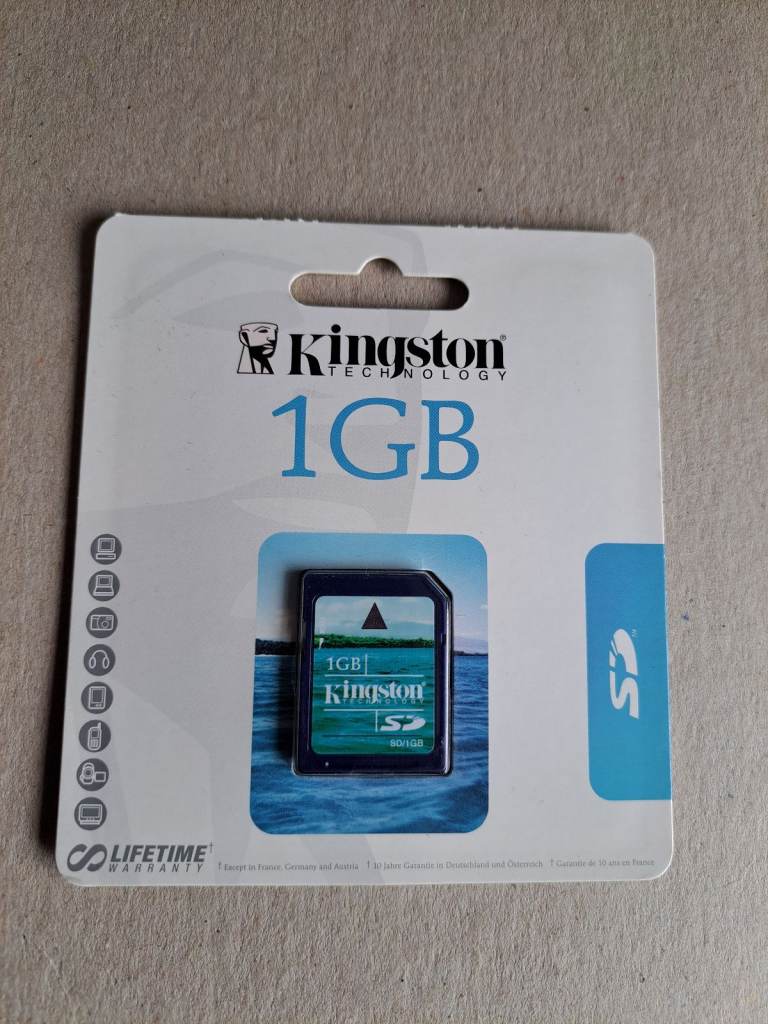 Kingston®
TECHNOLOGY
1GB
1GB
Kingston
TECHNOLOGY
SD
SD/1GB
SD™
LIFETIME†
WARRANTY
† Except in France, Germany and Austria † 10 Jahre Garantie in Deutschland und Österreich † Garantie de 10 ans en France